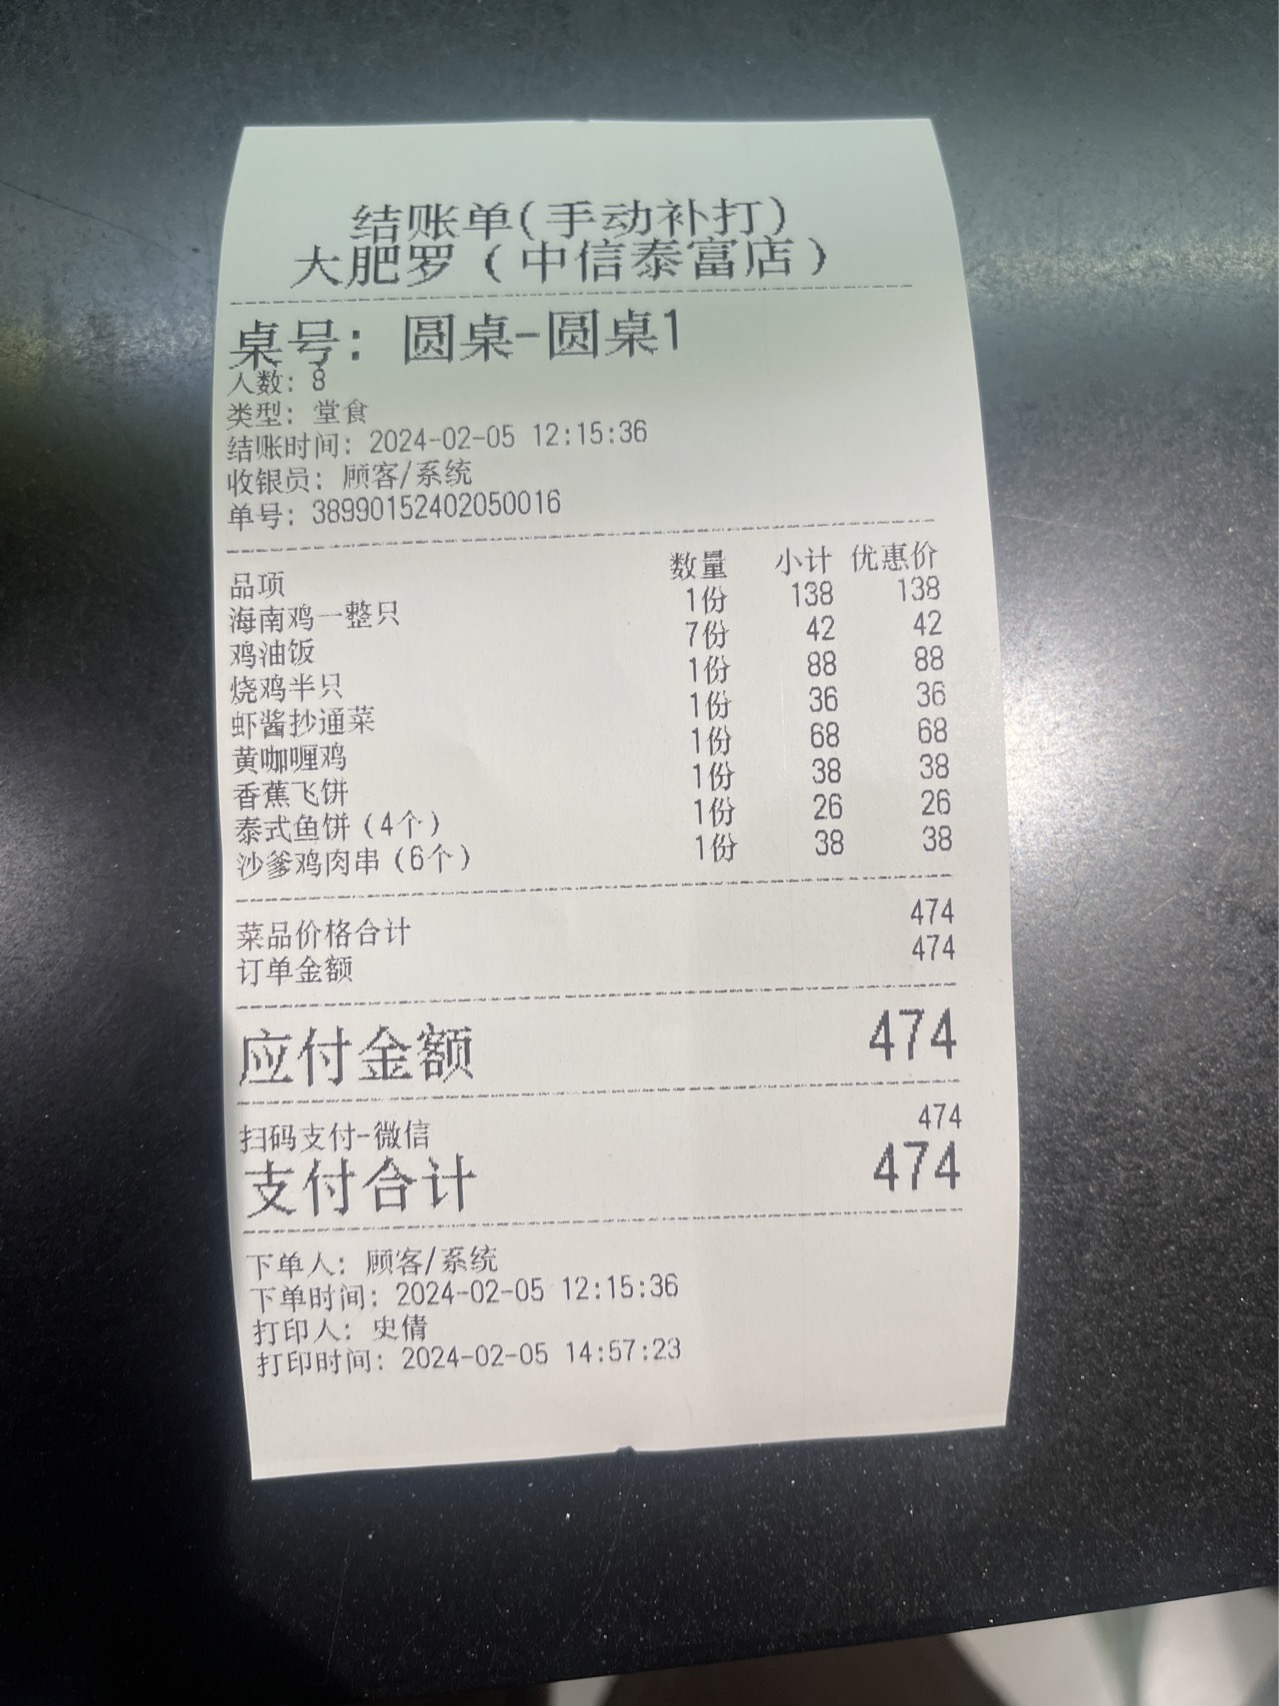 结账单(手动补打)
大肥罗（中信泰富店）
桌号: 圆桌-圆桌1
人数: 8
类型: 堂食
结账时间: 2024-02-05 12:15:36
收银员: 顾客/系统
单号: 38990152402050016
品项 数量 小计 优惠价
海南鸡一整只 1份 138 138
鸡油饭 7份 42 42
烧鸡半只 1份 88 88
虾酱抄通菜 1份 36 36
黄咖喱鸡 1份 68 68
香蕉飞饼 1份 38 38
泰式鱼饼（4个） 1份 26 26
沙爹鸡肉串（6个） 1份 38 38
菜品价格合计 474
订单金额 474
应付金额 474
扫码支付-微信 474
支付合计 474
下单人: 顾客/系统
下单时间: 2024-02-05 12:15:36
打印人: 史倩
打印时间: 2024-02-05 14:57:23